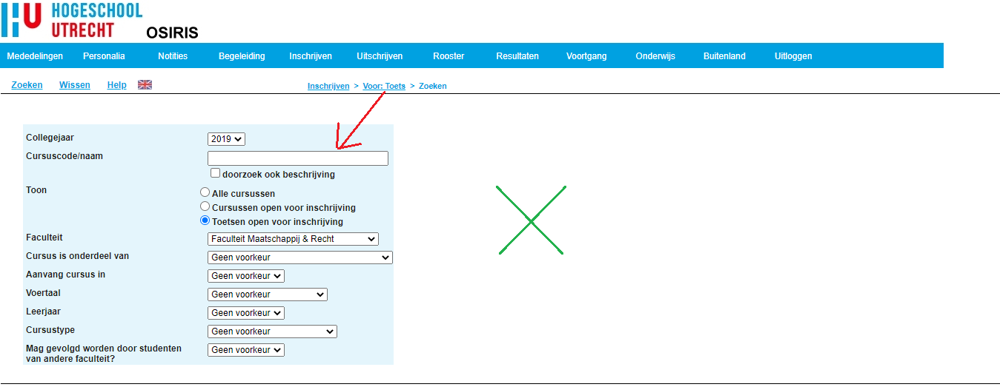 HOGESCHOOL
UTRECHT OSIRIS
Mededelingen Personalia Notities Begeleiding Inschrijven Uitschrijven Rooster Resultaten Voortgang Onderwijs Buitenland Uitloggen
Zoeken Wissen Help Inschrijven > Voor: Toets > Zoeken
Collegejaar 2019
Cursuscode/naam
doorzoek ook beschrijving
Toon Alle cursussen
Cursussen open voor inschrijving
Toetsen open voor inschrijving
Faculteit Faculteit Maatschappij & Recht
Cursus is onderdeel van Geen voorkeur
Aanvang cursus in Geen voorkeur
Voertaal Geen voorkeur
Leerjaar Geen voorkeur
Cursustype Geen voorkeur
Mag gevolgd worden door studenten Geen voorkeur
van andere faculteit?